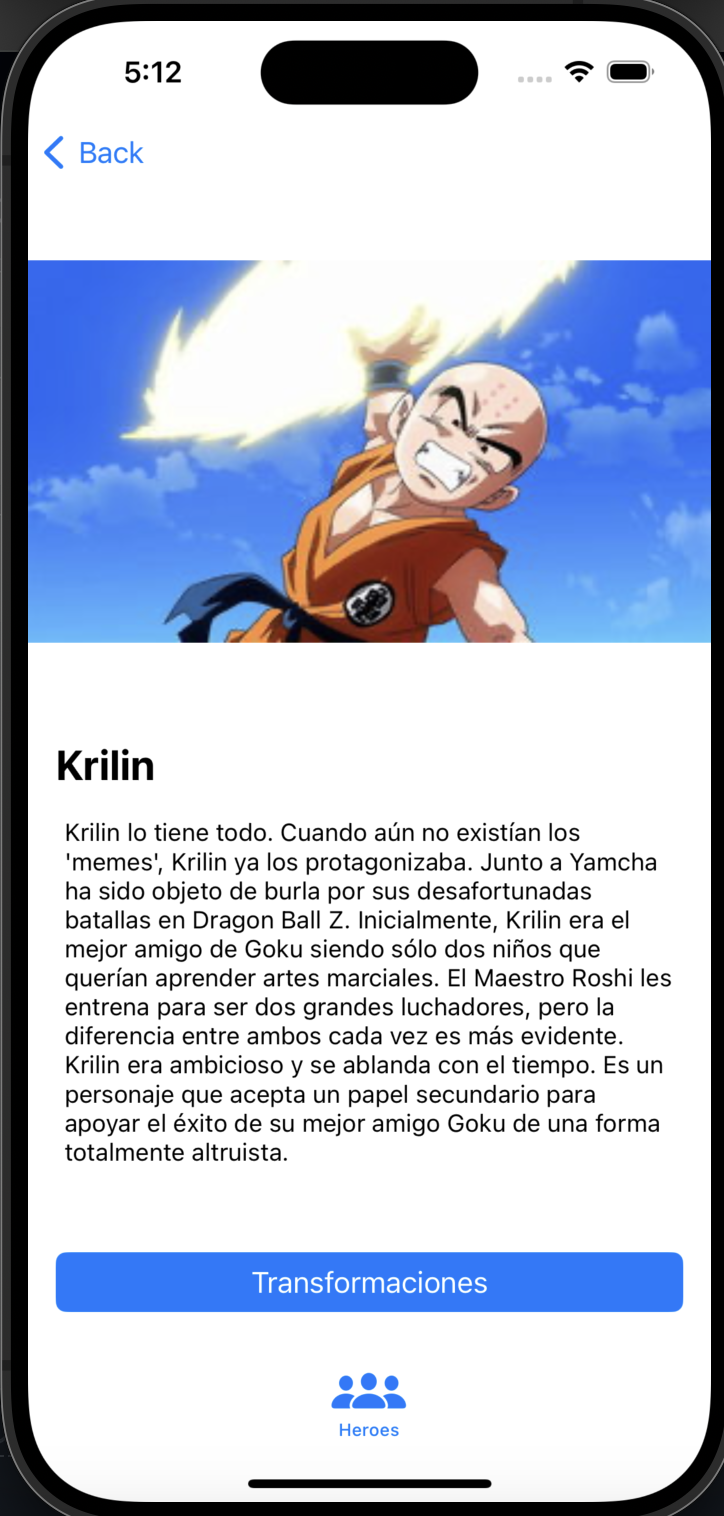 5:12
Back
Krilin
Krilin lo tiene todo. Cuando aún no existían los
'memes', Krilin ya los protagonizaba. Junto a Yamcha
ha sido objeto de burla por sus desafortunadas
batallas en Dragon Ball Z. Inicialmente, Krilin era el
mejor amigo de Goku siendo sólo dos niños que
querían aprender artes marciales. El Maestro Roshi les
entrena para ser dos grandes luchadores, pero la
diferencia entre ambos cada vez es más evidente.
Krilin era ambicioso y se ablanda con el tiempo. Es un
personaje que acepta un papel secundario para
apoyar el éxito de su mejor amigo Goku de una forma
totalmente altruista.
Transformaciones
Heroes